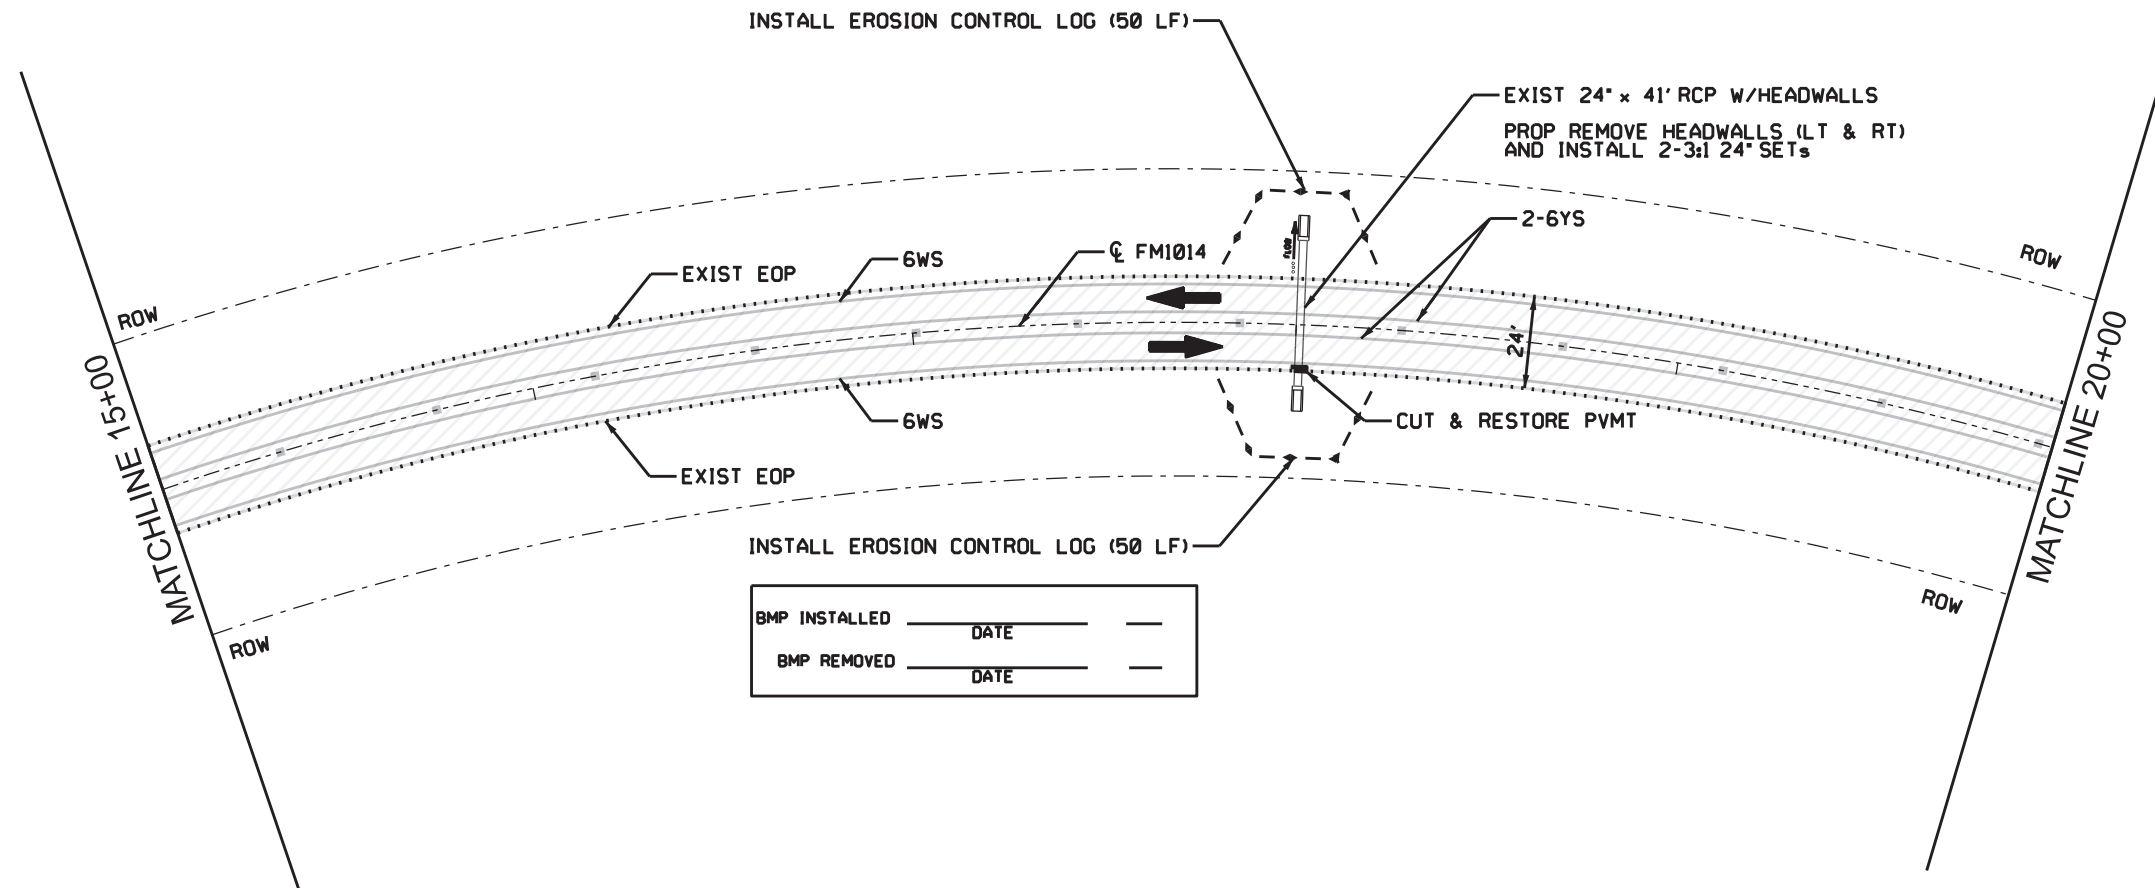 INSTALL EROSION CONTROL LOG (50 LF)
EXIST 24" x 41' RCP W/HEADWALLS
PROP REMOVE HEADWALLS (LT & RT)
AND INSTALL 2-3:1 24" SETs
2-6YS
℄ FM1014
6WS
EXIST EOP
ROW
ROW
FLOW
24'
MATCHLINE 15+00
MATCHLINE 20+00
6WS
CUT & RESTORE PVMT
EXIST EOP
INSTALL EROSION CONTROL LOG (50 LF)
ROW
ROW
BMP INSTALLED
DATE
BMP REMOVED
DATE